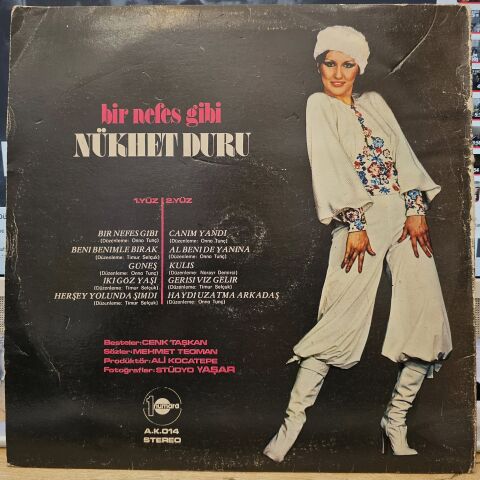 bir nefes gibi
NÜKHET DURU
1.YÜZ
BIR NEFES GIBI
(Düzenleme: Onno Tunç)
BENI BENIMLE BIRAK
(Düzenleme: Timur Selçuk)
GÜNEŞ
(Düzenleme: Onno Tunç)
IKI GÖZ YAŞI
(Düzenleme: Timur Selçuk)
HERŞEY YOLUNDA ŞIMDI
(Düzenleme: Timur Selçuk)
2.YÜZ
CANIM YANDI
(Düzenleme: Onno Tunç)
AL BENI DE YANINA
(Düzenleme: Onno Tunç)
KULIS
(Düzenleme: Norayr Demirci)
GERISI VIZ GELIR
(Düzenleme: Timur Selçuk)
HAYDI UZATMA ARKADAŞ
(Düzenleme: Onno Tunç)
Besteler: CENK TAŞKAN
Sözler: MEHMET TEOMAN
Prodüktör: ALİ KOCATEPE
Fotoğraflar: STÜDYO YAŞAR
1 numara
A.K.014
STEREO